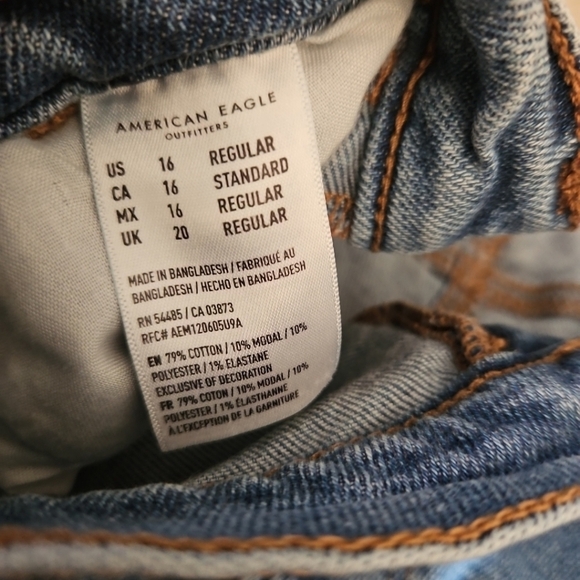 AMERICAN EAGLE
OUTFITTERS
US 16 REGULAR
CA 16 STANDARD
MX 16 REGULAR
UK 20 REGULAR
MADE IN BANGLADESH / FABRIQUÉ AU
BANGLADESH / HECHO EN BANGLADESH
RN 54485 / CA 03873
RFC# AEM120605U9A
EN 79% COTTON / 10% MODAL / 10%
POLYESTER / 1% ELASTANE
EXCLUSIVE OF DECORATION
FR 79% COTON / 10% MODAL / 10%
POLYESTER / 1% ÉLASTHANNE
À L'EXCEPTION DE LA GARNITURE